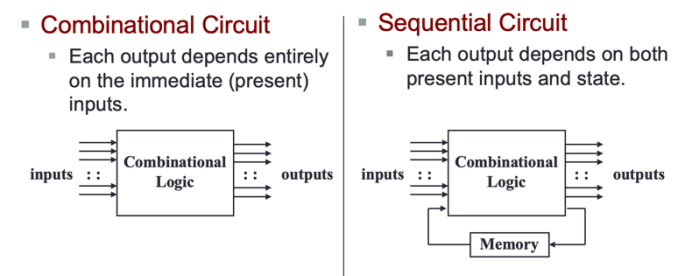 Combinational Circuit
Each output depends entirely
on the immediate (present)
inputs.
inputs : :
Combinational
Logic
: : outputs
Sequential Circuit
Each output depends on both
present inputs and state.
inputs : :
Combinational
Logic
: : outputs
Memory